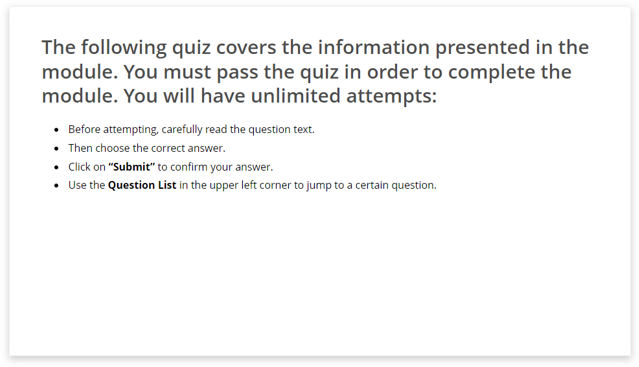 The following quiz covers the information presented in the
module. You must pass the quiz in order to complete the
module. You will have unlimited attempts:
• Before attempting, carefully read the question text.
• Then choose the correct answer.
• Click on “Submit” to confirm your answer.
• Use the Question List in the upper left corner to jump to a certain question.